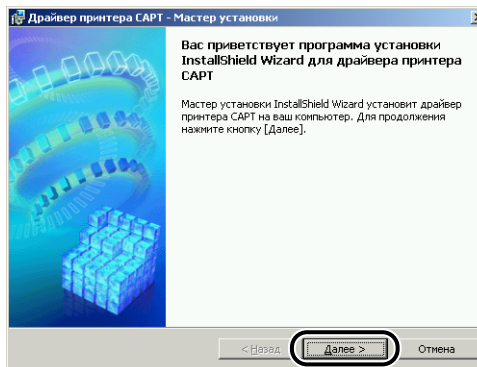 Драйвер принтера CAPT - Мастер установки
Вас приветствует программа установки
InstallShield Wizard для драйвера принтера
CAPT
Мастер установки InstallShield Wizard установит драйвер
принтера CAPT на ваш компьютер. Для продолжения
нажмите кнопку [Далее].
< Назад
Далее >
Отмена